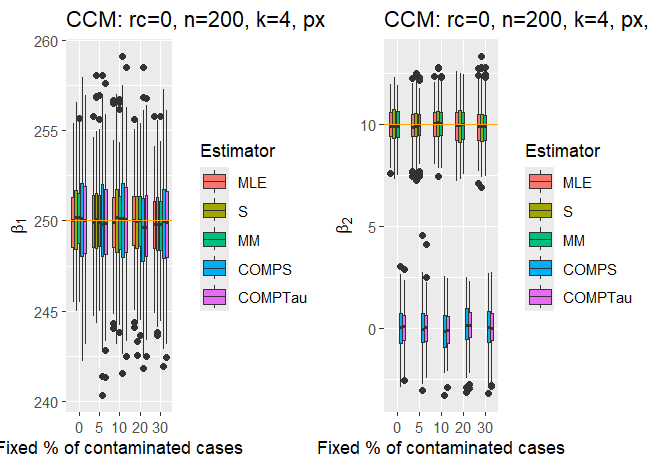 CCM: rc=0, n=200, k=4, px
260
255
250
245
240
β1
0 5 10 20 30
Fixed % of contaminated cases
Estimator
MLE
S
MM
COMPS
COMPTau
CCM: rc=0, n=200, k=4, px,
10
5
0
β2
0 5 10 20 30
Fixed % of contaminated cases
Estimator
MLE
S
MM
COMPS
COMPTau